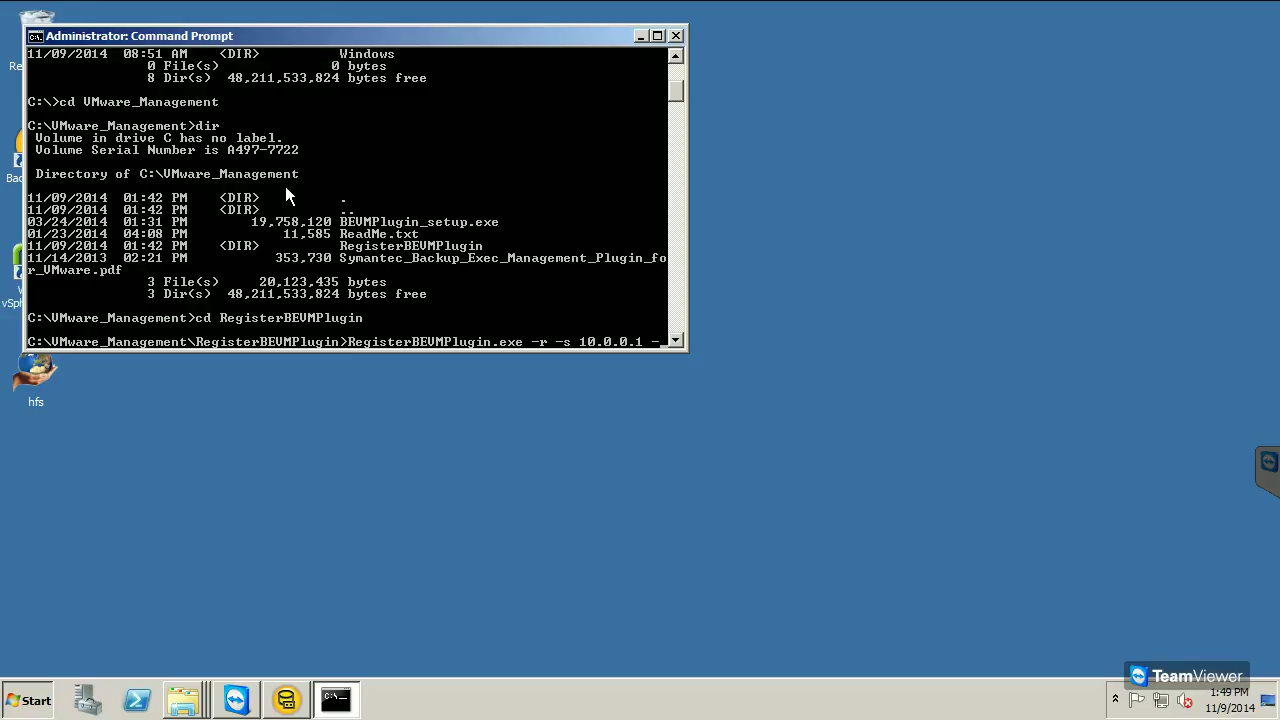 Administrator: Command Prompt
11/09/2014  08:51 AM    <DIR>          Windows
               0 File(s)              0 bytes
               8 Dir(s)  48,211,533,824 bytes free
C:\>cd VMware_Management
C:\VMware_Management>dir
 Volume in drive C has no label.
 Volume Serial Number is A497-7722
 Directory of C:\VMware_Management
11/09/2014  01:42 PM    <DIR>          .
11/09/2014  01:42 PM    <DIR>          ..
03/24/2014  01:31 PM        19,758,120 BEVMPlugin_setup.exe
01/23/2014  04:08 PM            11,585 ReadMe.txt
11/09/2014  01:42 PM    <DIR>          RegisterBEVMPlugin
11/14/2013  02:21 PM           353,730 Symantec_Backup_Exec_Management_Plugin_fo
r_VMware.pdf
               3 File(s)     20,123,435 bytes
               3 Dir(s)  48,211,533,824 bytes free
C:\VMware_Management>cd RegisterBEVMPlugin
C:\VMware_Management\RegisterBEVMPlugin>RegisterBEVMPlugin.exe -r -s 10.0.0.1 -_
Re
Bac
V
vSph
hfs
TeamViewer
Start
C:\_
1:49 PM
11/9/2014